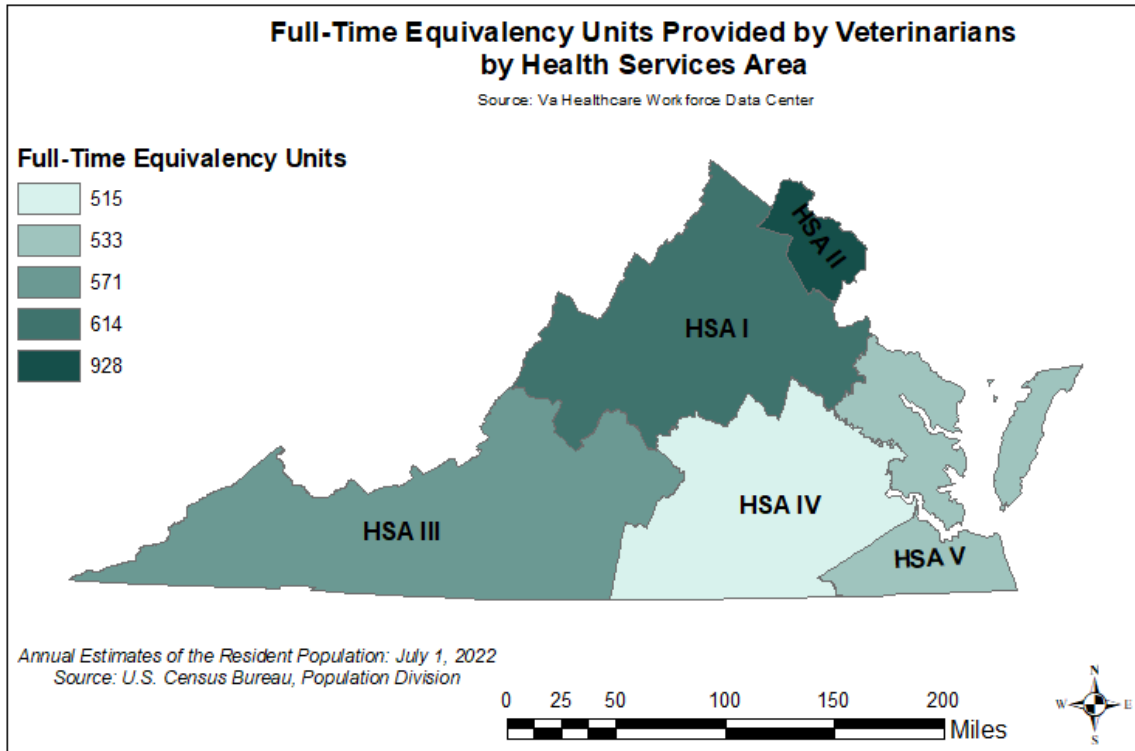 Full-Time Equivalency Units Provided by Veterinarians
by Health Services Area
Source: Va Healthcare Workforce Data Center
Full-Time Equivalency Units
515
533
571
614
928
HSA II
HSA I
HSA III
HSA IV
HSA V
Annual Estimates of the Resident Population: July 1, 2022
Source: U.S. Census Bureau, Population Division
0 25 50 100 150 200
Miles
N
W E
S